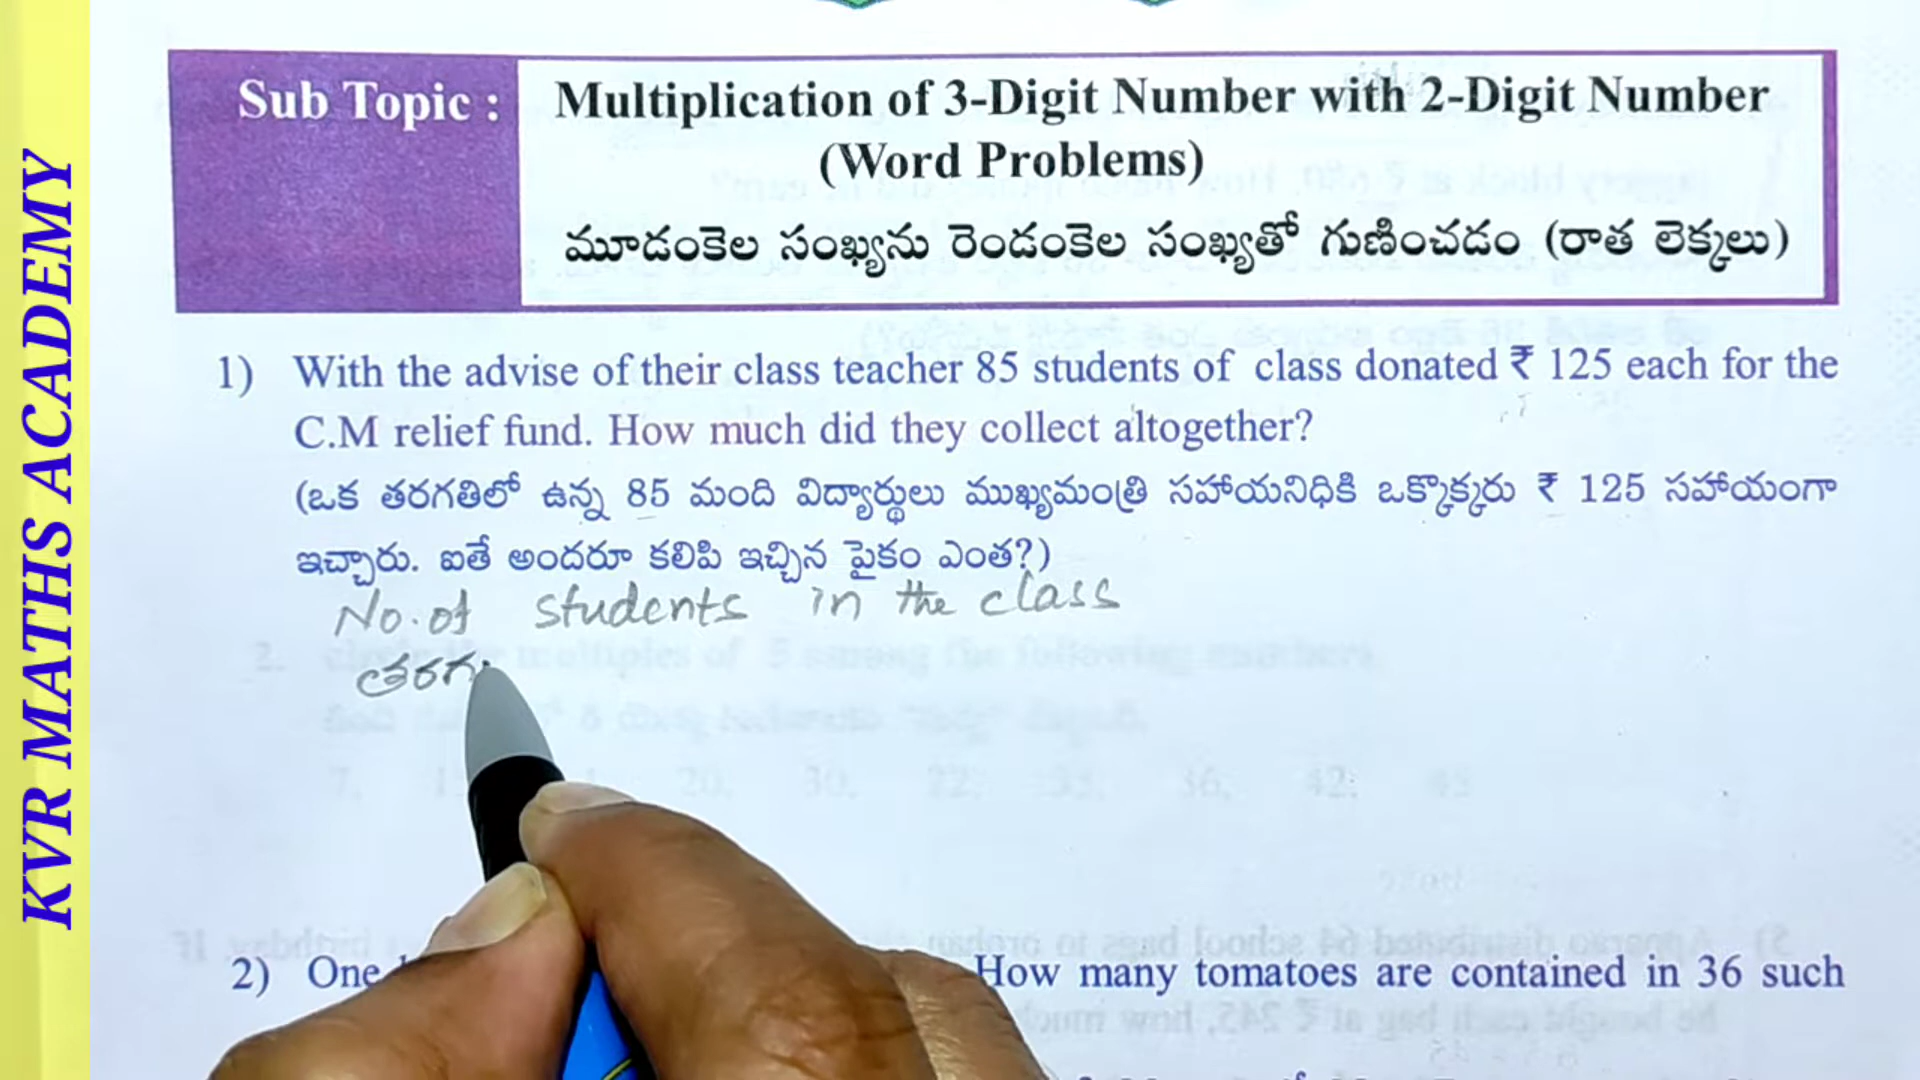 KVR MATHS ACADEMY
Sub Topic : Multiplication of 3-Digit Number with 2-Digit Number
(Word Problems)
మూడంకెల సంఖ్యను రెండంకెల సంఖ్యతో గుణించడం (రాత లెక్కలు)
1) With the advise of their class teacher 85 students of class donated ₹ 125 each for the
C.M relief fund. How much did they collect altogether?
(ఒక తరగతిలో ఉన్న 85 మంది విద్యార్థులు ముఖ్యమంత్రి సహాయనిధికి ఒక్కొక్కరు ₹ 125 సహాయంగా
ఇచ్చారు. ఐతే అందరూ కలిపి ఇచ్చిన పైకం ఎంత?)
No. of students in the class
తరగ
2) One How many tomatoes are contained in 36 such